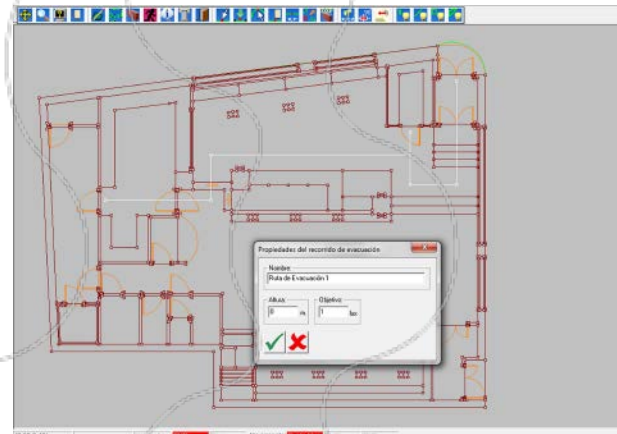 Propiedades del recorrido de evacuación
Nombre:
Ruta de Evacuación 1
Altura: Objetivo:
0 m 1 lux